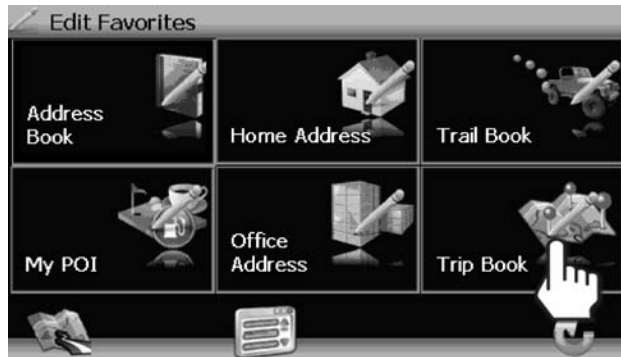 Edit Favorites
Address
Book
Home Address
Trail Book
My POI
Office
Address
Trip Book